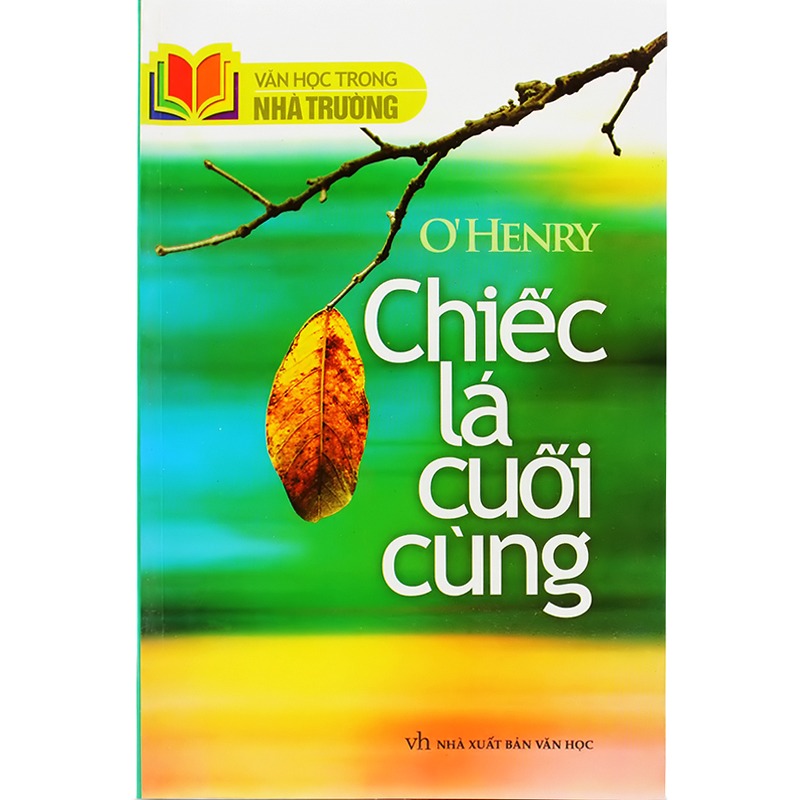 VĂN HỌC TRONG
NHÀ TRƯỜNG
O'HENRY
Chiếc
lá
cuối
cùng
vh NHÀ XUẤT BẢN VĂN HỌC